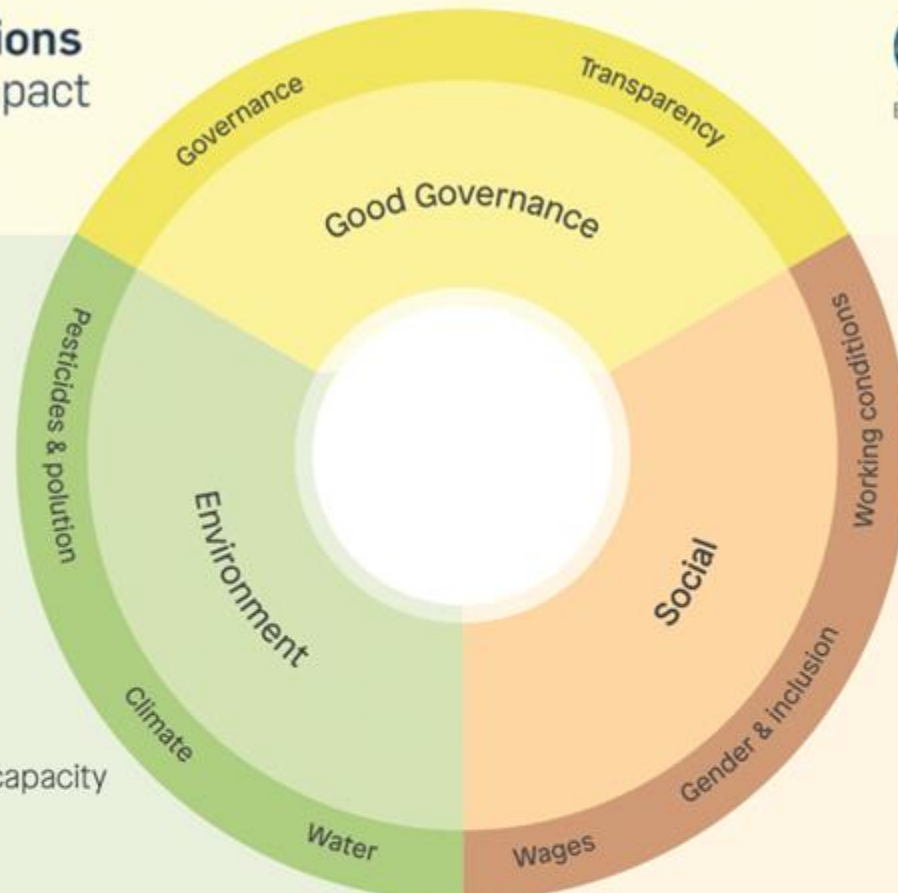 ions
pact
Governance
Transparency
Good Governance
Pesticides & polution
Working conditions
Environment
Social
Climate
Gender & inclusion
capacity
Water
Wages